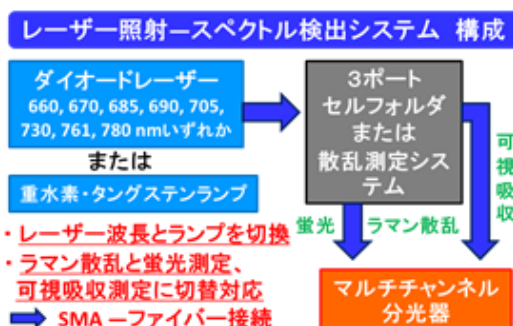 レーザー照射―スペクトル検出システム 構成
ダイオードレーザー
660, 670, 685, 690, 705,
730, 761, 780 nmいずれか
または
重水素・タングステンランプ
３ポート
セルフォルダ
または
散乱測定シス
テム
可視吸収
蛍光
ラマン散乱
・レーザー波長とランプを切換
・ラマン散乱と蛍光測定、
可視吸収測定に切替対応
SMA ―ファイバー接続
マルチチャンネル
分光器